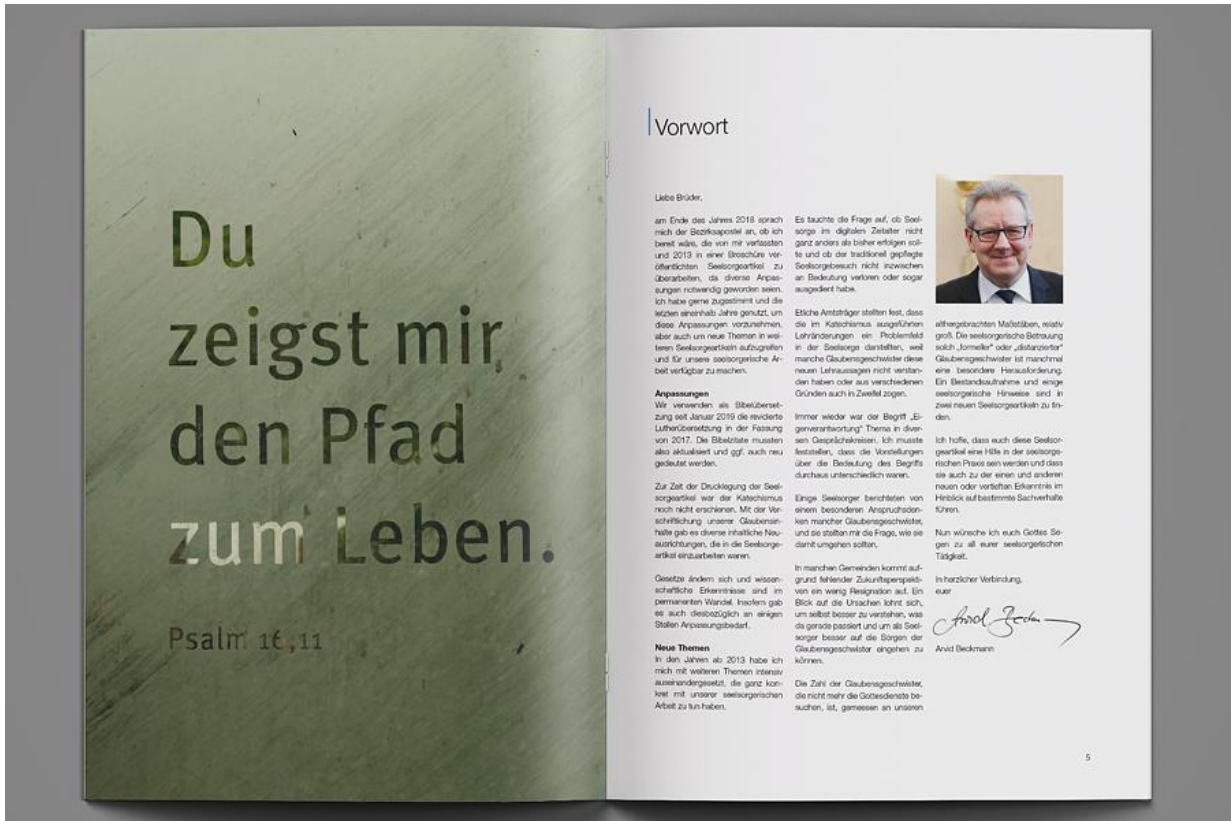 Du
zeigst mir
den Pfad
zum Leben.
Psalm 16,11
Vorwort
Liebe Brüder,
am Ende des Jahres 2018 sprach
mich der Bezirksapostel an, ob ich
bereit wäre, die von mir verfassten
und 2013 in einer Broschüre ver-
öffentlichten Seelsorgeartikel zu
überarbeiten, da diverse Anpas-
sungen notwendig geworden seien.
Ich habe gerne zugestimmt und die
letzten eineinhalb Jahre genutzt, um
diese Anpassungen vorzunehmen,
aber auch um neue Themen in wei-
teren Seelsorgeartikeln aufzugreifen
und für unsere seelsorgerische Ar-
beit verfügbar zu machen.
Anpassungen
Wir verwenden als Bibelüberset-
zung seit Januar 2019 die revidierte
Lutherübersetzung in der Fassung
von 2017. Die Bibelzitate mussten
also aktualisiert und ggf. auch neu
gedeutet werden.
Zur Zeit der Drucklegung der Seel-
sorgeartikel war der Katechismus
noch nicht erschienen. Mit der Ver-
schriftlichung unserer Glaubensin-
halte gab es diverse inhaltliche Neu-
ausrichtungen, die in die Seelsorge-
artikel einzuarbeiten waren.
Gesetze ändern sich und wissen-
schaftliche Erkenntnisse sind im
permanenten Wandel. Insofern gab
es auch diesbezüglich an einigen
Stellen Anpassungsbedarf.
Neue Themen
In den Jahren ab 2013 habe ich
mich mit weiteren Themen intensiv
auseinandergesetzt, die ganz kon-
kret mit unserer seelsorgerischen
Arbeit zu tun haben.
Es tauchte die Frage auf, ob Seel-
sorge im digitalen Zeitalter nicht
ganz anders als bisher erfolgen soll-
te und ob der traditionell gepflegte
Seelsorgebesuch nicht inzwischen
an Bedeutung verloren oder sogar
ausgedient habe.
Etliche Amtsträger stellten fest, dass
die im Katechismus ausgeführten
Lehränderungen ein Problemfeld
in der Seelsorge darstellten, weil
manche Glaubensgeschwister diese
neuen Lehraussagen nicht verstan-
den haben oder aus verschiedenen
Gründen auch in Zweifel zogen.
Immer wieder war der Begriff „Ei-
genverantwortung“ Thema in diver-
sen Gesprächskreisen. Ich musste
feststellen, dass die Vorstellungen
über die Bedeutung des Begriffs
durchaus unterschiedlich waren.
Einige Seelsorger berichteten von
einem besonderen Anspruchsden-
ken mancher Glaubensgeschwister,
und sie stellten mir die Frage, wie sie
damit umgehen sollten.
In manchen Gemeinden kommt auf-
grund fehlender Zukunftsperspekti-
ven ein wenig Resignation auf. Ein
Blick auf die Ursachen lohnt sich,
um selbst besser zu verstehen, was
da gerade passiert und um als Seel-
sorger besser auf die Sorgen der
Glaubensgeschwister eingehen zu
können.
Die Zahl der Glaubensgeschwister,
die nicht mehr die Gottesdienste be-
suchen, ist, gemessen an unseren
althergebrachten Maßstäben, relativ
groß. Die seelsorgerische Betreuung
solch „formeller“ oder „distanzierter“
Glaubensgeschwister ist manchmal
eine besondere Herausforderung.
Ein Bestandsaufnahme und einige
seelsorgerische Hinweise sind in
zwei neuen Seelsorgeartikeln zu fin-
den.
Ich hoffe, dass euch diese Seelsor-
geartikel eine Hilfe in der seelsorge-
rischen Praxis sein werden und dass
sie auch zu der einen und anderen
neuen oder vertieften Erkenntnis im
Hinblick auf bestimmte Sachverhalte
führen.
Nun wünsche ich euch Gottes Se-
gen zu all eurer seelsorgerischen
Tätigkeit.
In herzlicher Verbindung,
euer
Arvid Beckmann
5